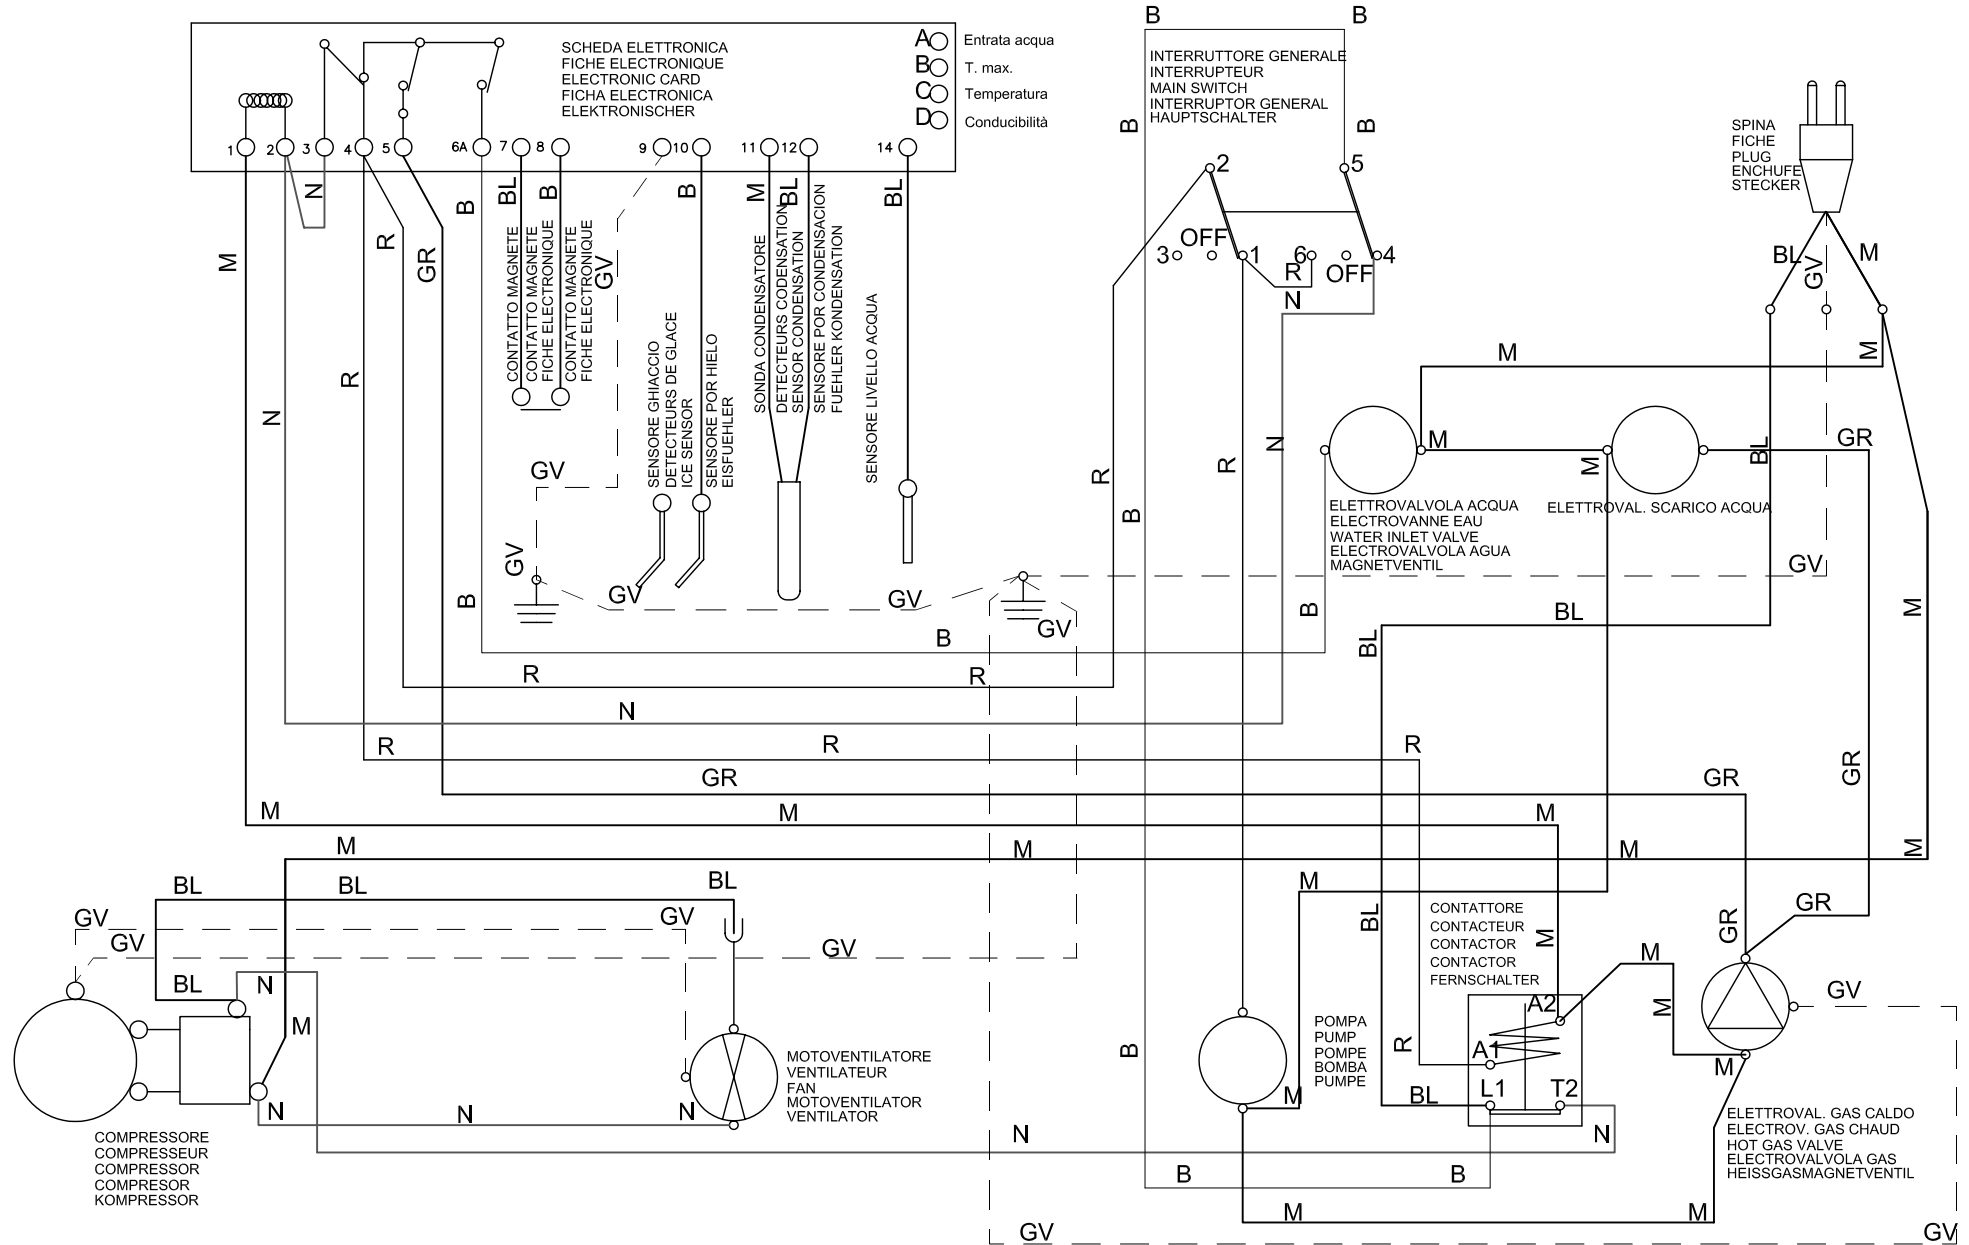 SCHEDA ELETTRONICA
FICHE ELECTRONIQUE
ELECTRONIC CARD
FICHA ELECTRONICA
ELEKTRONISCHER
A Entrata acqua
B T. max.
C Temperatura
D Conducibilità
1 2 3 4 5 6A 7 8 9 10 11 12 14
B B
INTERRUTTORE GENERALE
INTERRUPTEUR
MAIN SWITCH
INTERRUPTOR GENERAL
HAUPTSCHALTER
B B
2 5
3 OFF 1 6 OFF 4
R
N
SPINA
FICHE
PLUG
ENCHUFE
STECKER
BL GV M
M M
N
M
R
GR
B
BL
B
GV
B
M
BL
BL
CONTATTO MAGNETE
CONTATTO MAGNETE
FICHE ELECTRONIQUE
CONTATTO MAGNETE
FICHE ELECTRONIQUE
SENSORE GHIACCIO
DETECTEURS DE GLACE
ICE SENSOR
SENSORE POR HIELO
EISFUEHLER
SONDA CONDENSATORE
DETECTEURS CODENSATION
SENSOR CONDENSATION
SENSORE POR CONDENSACION
FUEHLER KONDENSATION
SENSORE LIVELLO ACQUA
N
R
R
B
R
N
M
M
BL
GR
ELETTROVALVOLA ACQUA
ELECTROVANNE EAU
WATER INLET VALVE
ELECTROVALVOLA AGUA
MAGNETVENTIL
ELETTROVAL. SCARICO ACQUA
GV
GV
GV
GV
GV
GV
B
B
B
BL
BL
M
R R
N
R R R
GR GR
GR
M M M
M M M
M
BL BL BL
GV GV
GV GV
BL N
M
N N N
COMPRESSORE
COMPRESSEUR
COMPRESSOR
COMPRESOR
KOMPRESSOR
MOTOVENTILATORE
VENTILATEUR
FAN
MOTOVENTILATOR
VENTILATOR
M
BL
CONTATTORE
CONTACTEUR
CONTACTOR
CONTACTOR
FERNSCHALTER
M
M
GR
GR
GV
A2
A1
L1 T2
R
BL
M
M
POMPA
PUMP
POMPE
BOMBA
PUMPE
M
B
N
N
B B
M M
ELETTROVAL. GAS CALDO
ELECTROV. GAS CHAUD
HOT GAS VALVE
ELECTROVALVOLA GAS
HEISSGASMAGNETVENTIL
GV GV